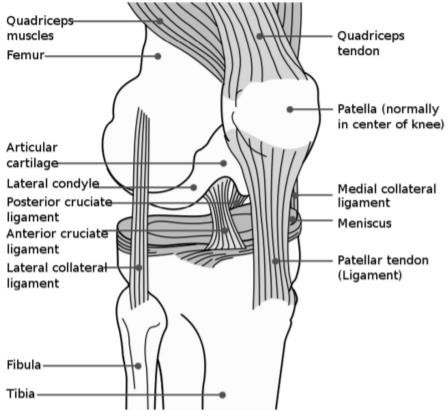 Quadriceps
muscles
Femur
Articular
cartilage
Lateral condyle
Posterior cruciate
ligament
Anterior cruciate
ligament
Lateral collateral
ligament
Fibula
Tibia
Quadriceps
tendon
Patella (normally
in center of knee)
Medial collateral
ligament
Meniscus
Patellar tendon
(Ligament)